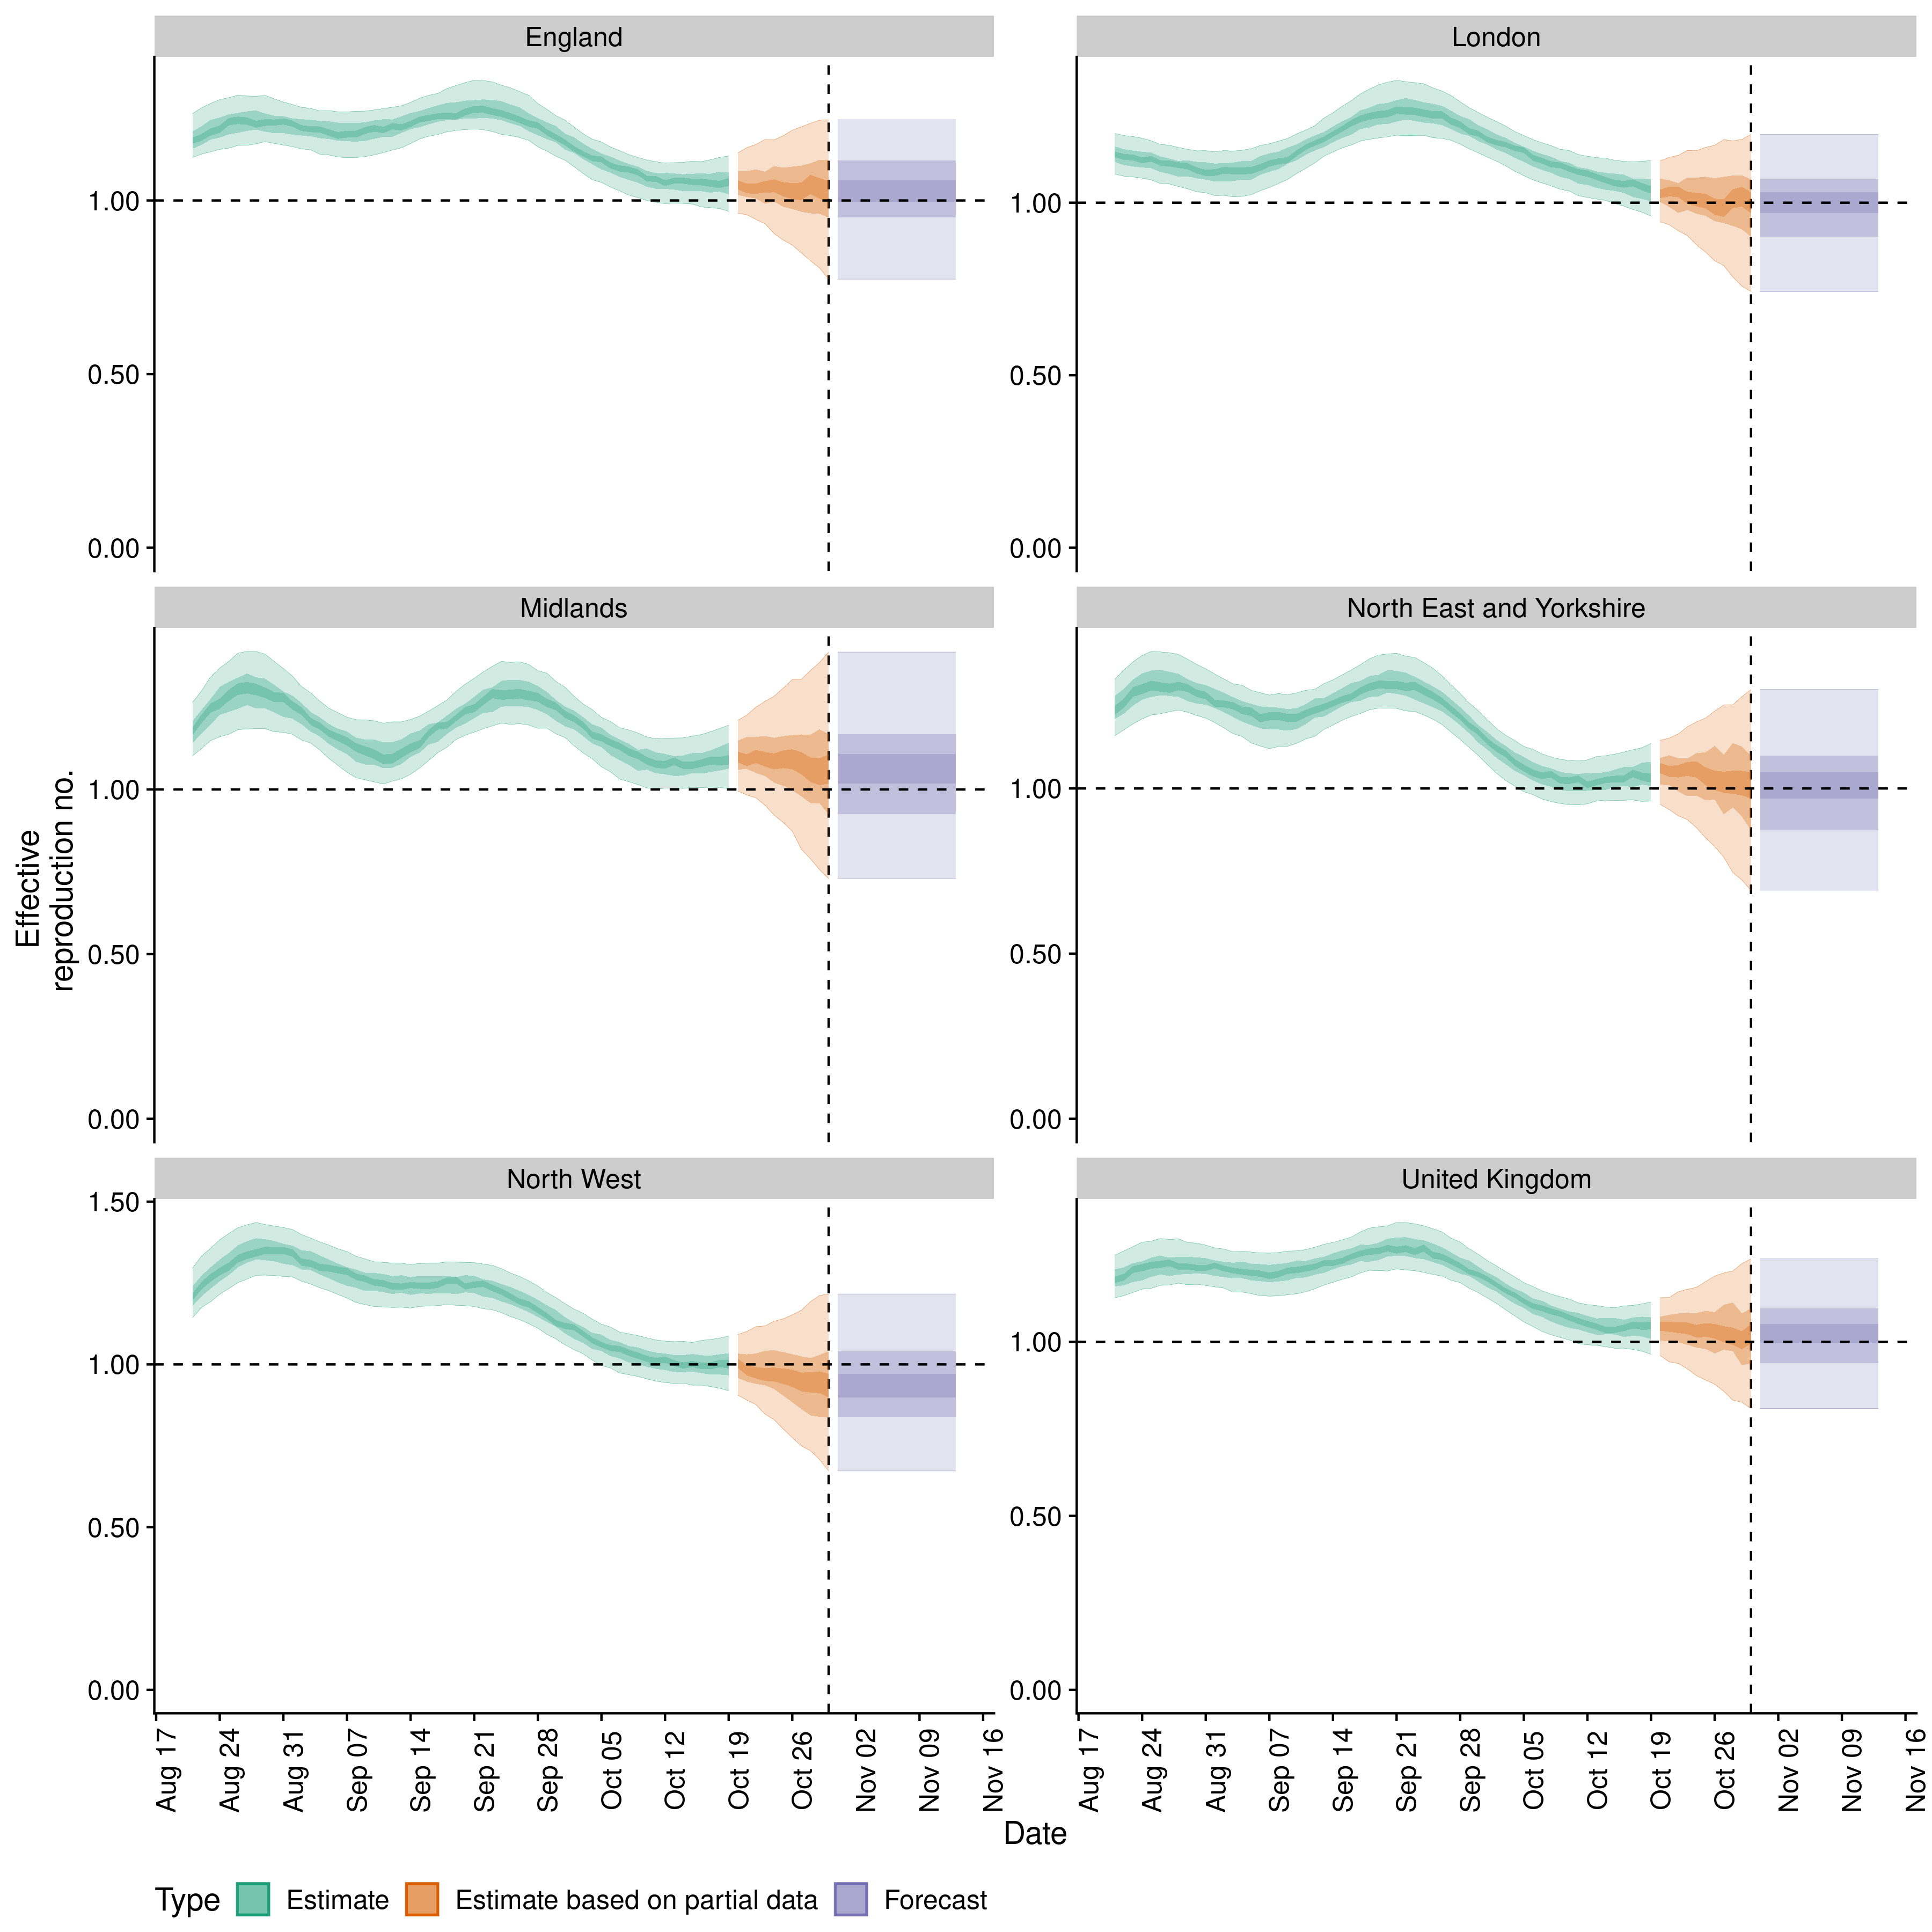 England
London
1.00
0.50
0.00
1.00
0.50
0.00
Midlands
North East and Yorkshire
1.00
0.50
0.00
1.00
0.50
0.00
Effective
reproduction no.
North West
United Kingdom
1.50
1.00
0.50
0.00
1.00
0.50
0.00
Aug 17
Aug 24
Aug 31
Sep 07
Sep 14
Sep 21
Sep 28
Oct 05
Oct 12
Oct 19
Oct 26
Nov 02
Nov 09
Nov 16
Aug 17
Aug 24
Aug 31
Sep 07
Sep 14
Sep 21
Sep 28
Oct 05
Oct 12
Oct 19
Oct 26
Nov 02
Nov 09
Nov 16
Date
Type Estimate Estimate based on partial data Forecast